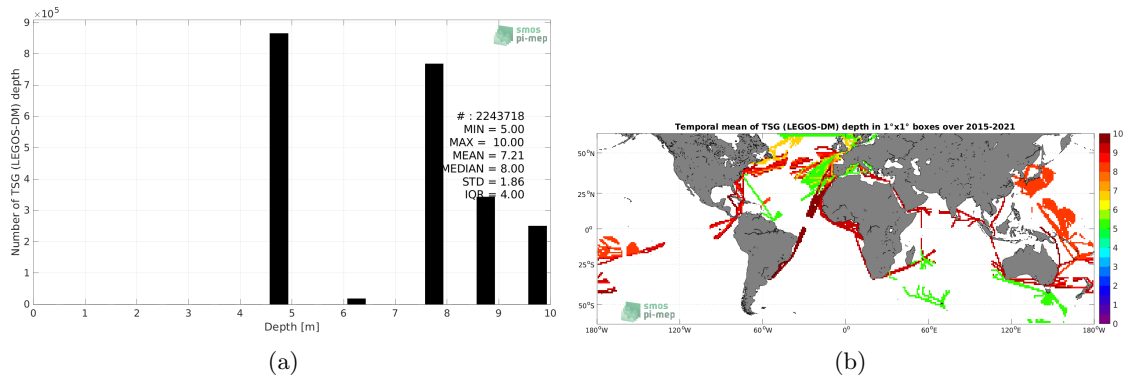 9 ×10⁵
8
7
6
5
4
3
2
1
0
Number of TSG (LEGOS-DM) depth
smos
pi-mep
# : 2243718
MIN = 5.00
MAX = 10.00
MEAN = 7.21
MEDIAN = 8.00
STD = 1.86
IQR = 4.00
0 1 2 3 4 5 6 7 8 9 10
Depth [m]
(a)
Temporal mean of TSG (LEGOS-DM) depth in 1°x1° boxes over 2015-2021
50°N
25°N
0°
25°S
50°S
smos
pi-mep
180°W 120°W 60°W 0°W 60°E 120°E 180°W
10
9
8
7
6
5
4
3
2
1
0
(b)